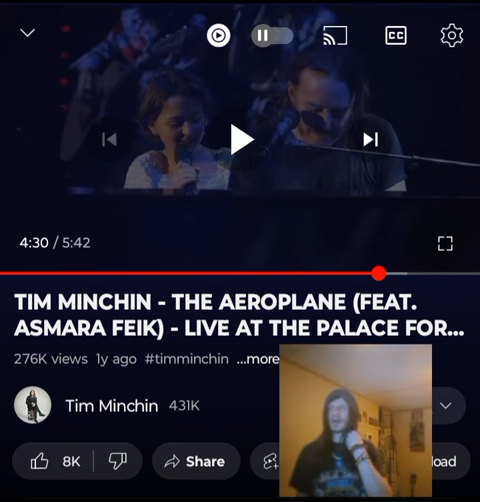 CC
4:30 / 5:42
TIM MINCHIN - THE AEROPLANE (FEAT.
ASMARA FEIK) - LIVE AT THE PALACE FOR...
276K views 1y ago #timminchin ...more
Tim Minchin 431K
8K Share load